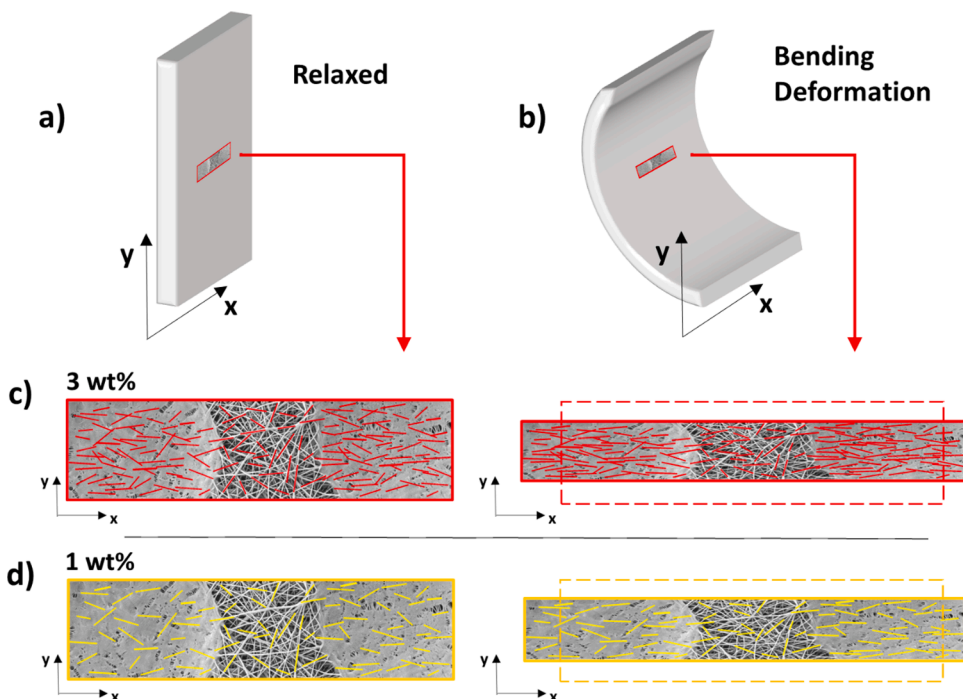 a)
Relaxed
y
x
b)
Bending
Deformation
y
x
c)
3 wt%
y
x
y
x
d)
1 wt%
y
x
y
x